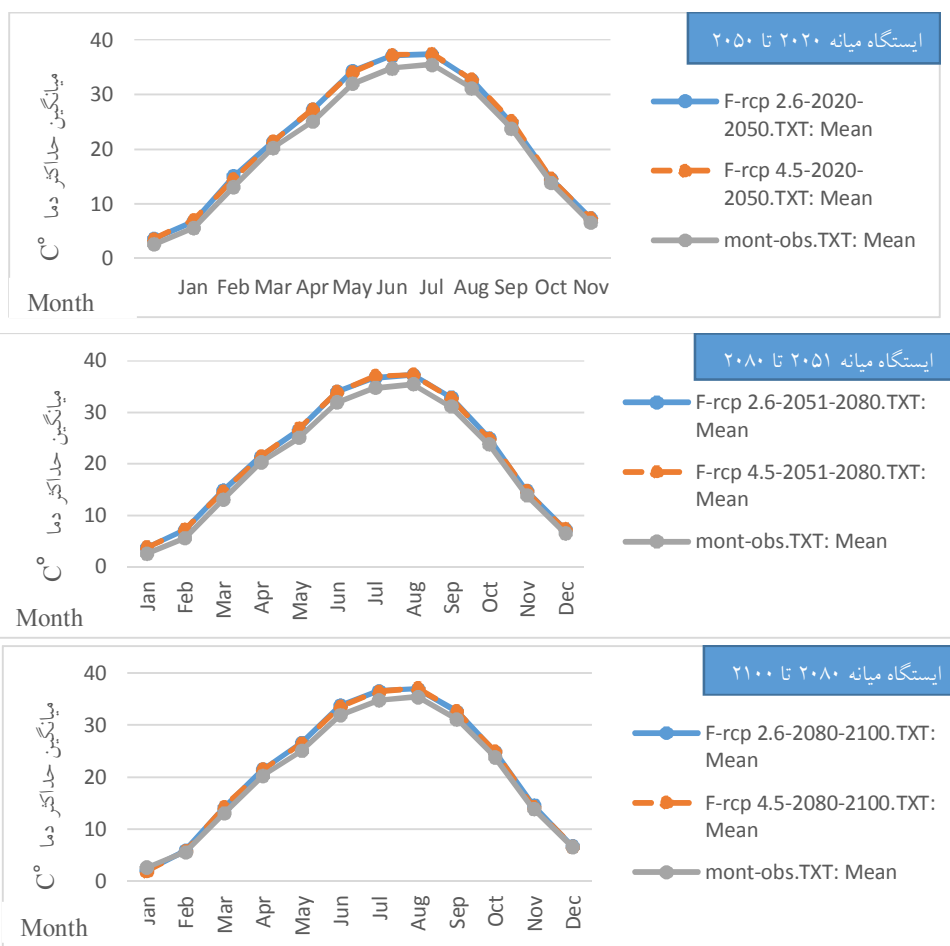 ایستگاه میانه ۲۰۲۰ تا ۲۰۵۰
40
30
20
10
0
میانگین حداکثر دما C°
Jan Feb Mar Apr May Jun Jul Aug Sep Oct Nov
Month
F-rcp 2.6-2020-
2050.TXT: Mean
F-rcp 4.5-2020-
2050.TXT: Mean
mont-obs.TXT: Mean
ایستگاه میانه ۲۰۵۱ تا ۲۰۸۰
40
30
20
10
0
میانگین حداکثر دما C°
Jan Feb Mar Apr May Jun Jul Aug Sep Oct Nov Dec
Month
F-rcp 2.6-2051-2080.TXT:
Mean
F-rcp 4.5-2051-2080.TXT:
Mean
mont-obs.TXT: Mean
ایستگاه میانه ۲۰۸۰ تا ۲۱۰۰
40
30
20
10
0
میانگین حداکثر دما C°
Jan Feb Mar Apr May Jun Jul Aug Sep Oct Nov Dec
Month
F-rcp 2.6-2080-2100.TXT:
Mean
F-rcp 4.5-2080-2100.TXT:
Mean
mont-obs.TXT: Mean